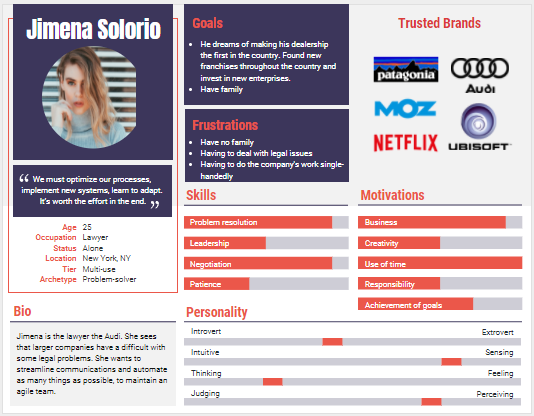 Jimena Solorio
“ We must optimize our processes,
implement new systems, learn to adapt.
It's worth the effort in the end. ”
Age 25
Occupation Lawyer
Status Alone
Location New York, NY
Tier Multi-use
Archetype Problem-solver
Bio
Jimena is the lawyer the Audi. She sees
that larger companies have a difficult with
some legal problems. She wants to
streamline communications and automate
as many things as possible, to maintain an
agile team.
Goals
• He dreams of making his dealership
the first in the country. Found new
franchises throughout the country and
invest in new enterprises.
• Have family
Frustrations
• Have no family
• Having to deal with legal issues
• Having to do the company's work single-
handedly
Trusted Brands
patagonia
Audi
MOZ
NETFLIX
UBISOFT
Skills
Problem resolution
Leadership
Negotiation
Patience
Motivations
Business
Creativity
Use of time
Responsibility
Achievement of goals
Personality
Introvert Extrovert
Intuitive Sensing
Thinking Feeling
Judging Perceiving